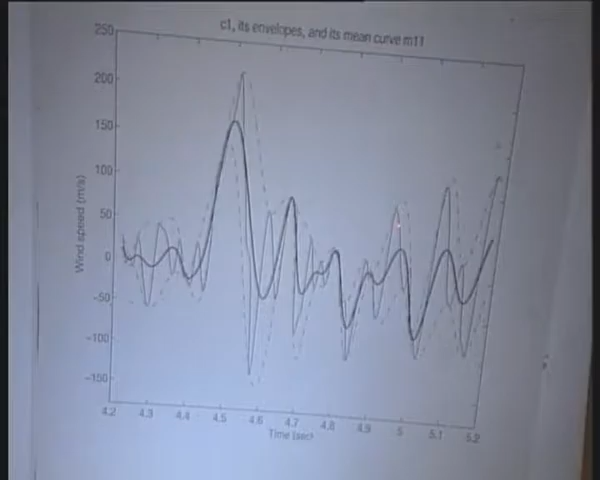 c1, its envelopes, and its mean curve m11
250
200
150
100
50
0
-50
-100
-150
Wind speed (m/s)
4.2 4.3 4.4 4.5 4.6 4.7 4.8 4.9 5 5.1 5.2
Time (sec)